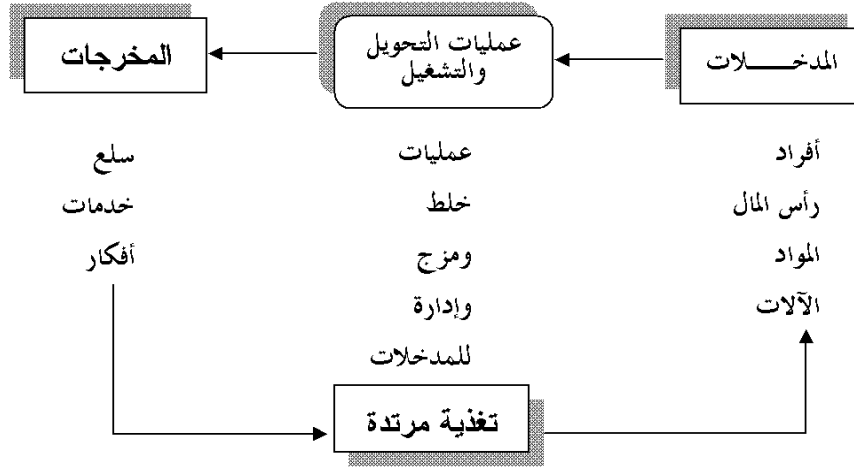 المدخــــــلات
عمليات التحويل
والتشغيل
المخرجات
أفراد
رأس المال
المواد
الآلات
عمليات
خلط
ومزج
وإدارة
للمدخلات
سلع
خدمات
أفكار
تغذية مرتدة